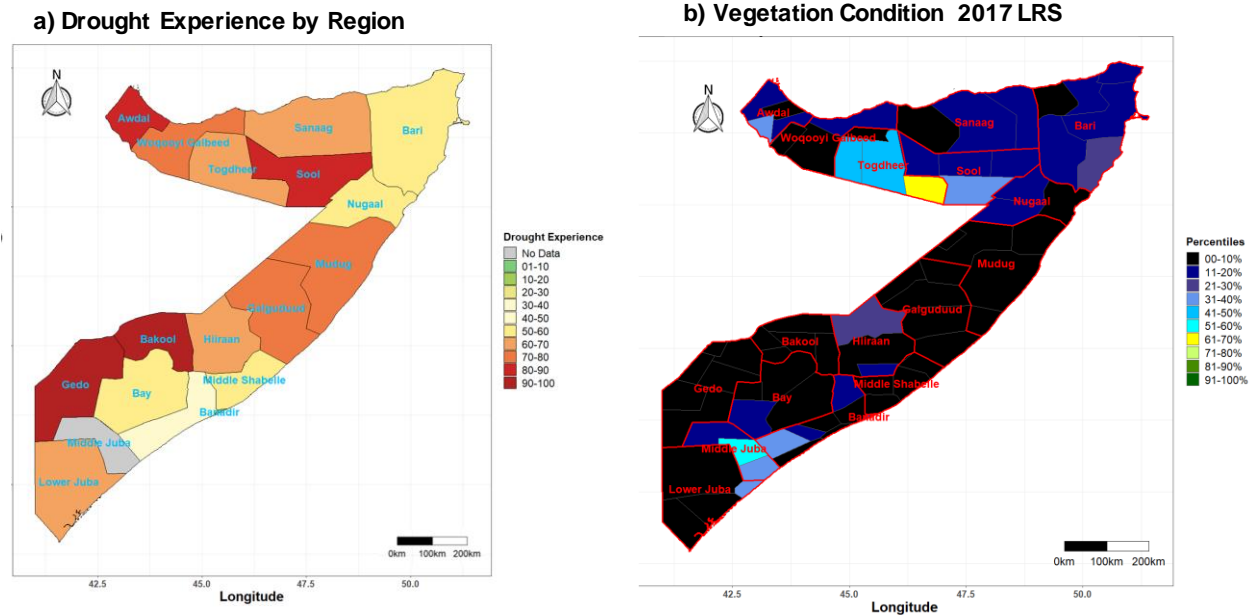 a) Drought Experience by Region
N
Awdal
Woqooyi Galbeed
Togdheer
Sanaag
Sool
Bari
Nugaal
Mudug
Galguduud
Bakool
Hiiraan
Gedo
Bay
Middle Shabelle
Banadir
Middle Juba
Lower Juba
Drought Experience
No Data
01-10
10-20
20-30
30-40
40-50
50-60
60-70
70-80
80-90
90-100
0km 100km 200km
42.5 45.0 47.5 50.0
Longitude
b) Vegetation Condition 2017 LRS
N
Awdal
Woqooyi Galbeed
Togdheer
Sanaag
Sool
Bari
Nugaal
Mudug
Galguduud
Bakool
Hiiraan
Gedo
Bay
Middle Shabelle
Banadir
Middle Juba
Lower Juba
Percentiles
00-10%
11-20%
21-30%
31-40%
41-50%
51-60%
61-70%
71-80%
81-90%
91-100%
0km 100km 200km
42.5 45.0 47.5 50.0
Longitude